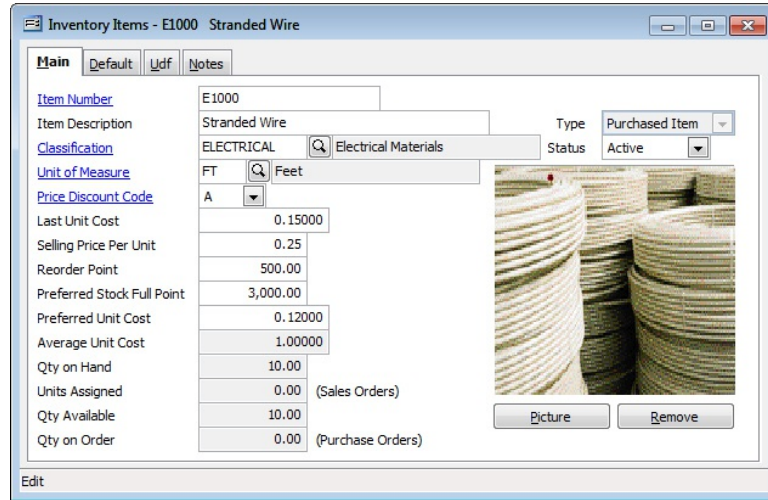 Inventory Items - E1000 Stranded Wire
Main Default Udf Notes
Item Number E1000
Item Description Stranded Wire Type Purchased Item
Classification ELECTRICAL Electrical Materials Status Active
Unit of Measure FT Feet
Price Discount Code A
Last Unit Cost 0.15000
Selling Price Per Unit 0.25
Reorder Point 500.00
Preferred Stock Full Point 3,000.00
Preferred Unit Cost 0.12000
Average Unit Cost 1.00000
Qty on Hand 10.00
Units Assigned 0.00 (Sales Orders)
Qty Available 10.00 Picture Remove
Qty on Order 0.00 (Purchase Orders)
Edit